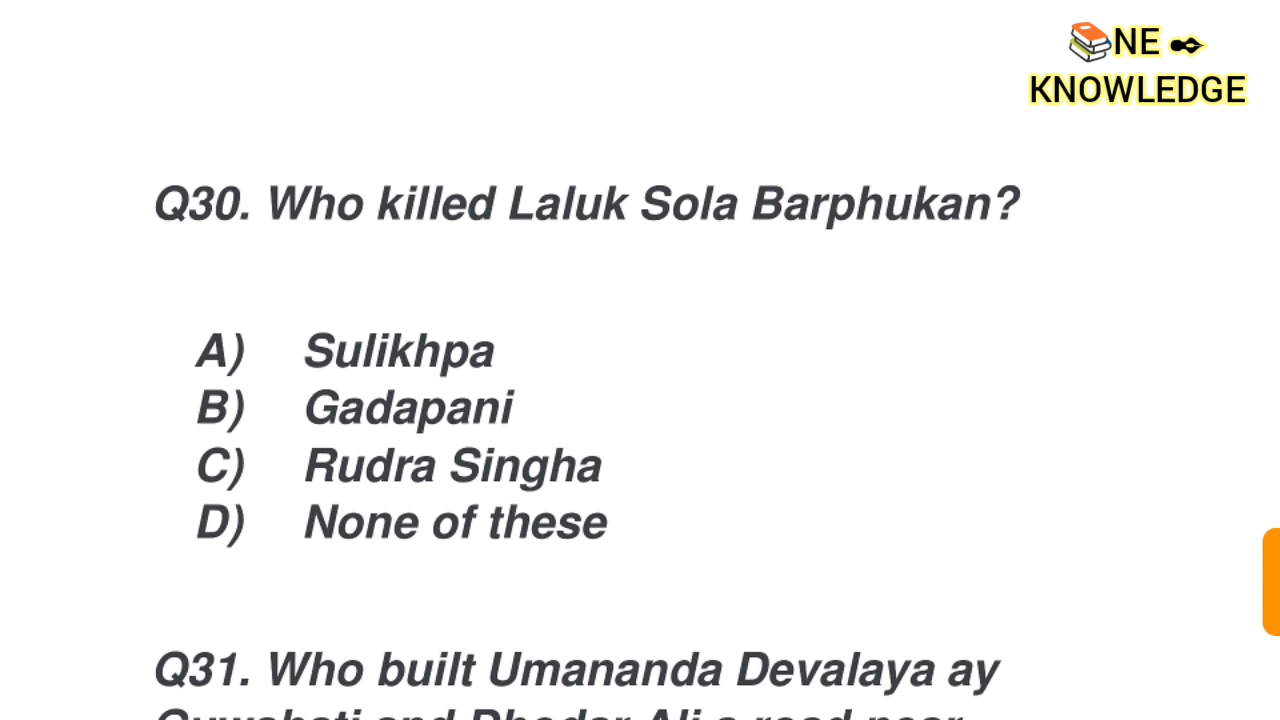 📚NE ✒
KNOWLEDGE
Q30. Who killed Laluk Sola Barphukan?
A) Sulikhpa
B) Gadapani
C) Rudra Singha
D) None of these
Q31. Who built Umananda Devalaya ay
Guwahati and Dhodar Ali a road near